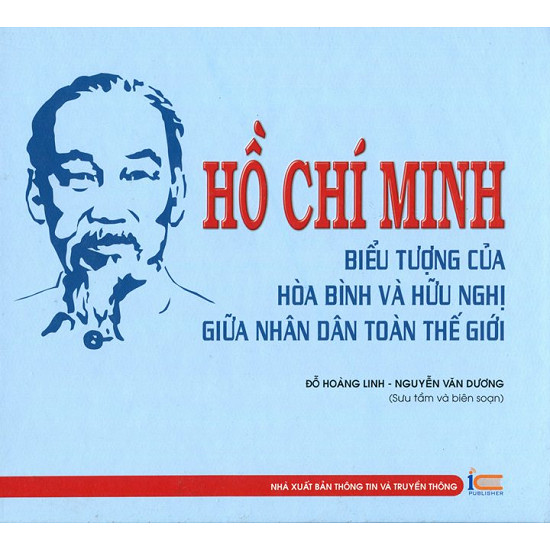 HỒ CHÍ MINH
BIỂU TƯỢNG CỦA
HÒA BÌNH VÀ HỮU NGHỊ
GIỮA NHÂN DÂN TOÀN THẾ GIỚI
ĐỖ HOÀNG LINH - NGUYỄN VĂN DƯƠNG
(Sưu tầm và biên soạn)
NHÀ XUẤT BẢN THÔNG TIN VÀ TRUYỀN THÔNG
iC
PUBLISHER